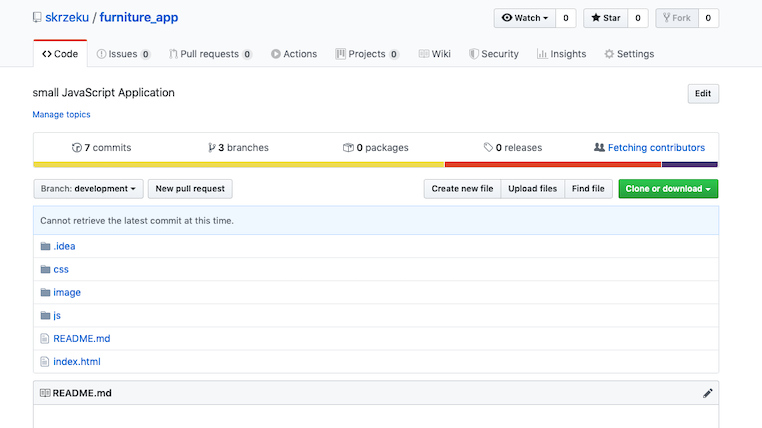 skrzeku / furniture_app Watch 0 Star 0 Fork 0
Code Issues 0 Pull requests 0 Actions Projects 0 Wiki Security Insights Settings
small JavaScript Application Edit
Manage topics
7 commits 3 branches 0 packages 0 releases Fetching contributors
Branch: development New pull request Create new file Upload files Find file Clone or download
Cannot retrieve the latest commit at this time.
.idea
css
image
js
README.md
index.html
README.md